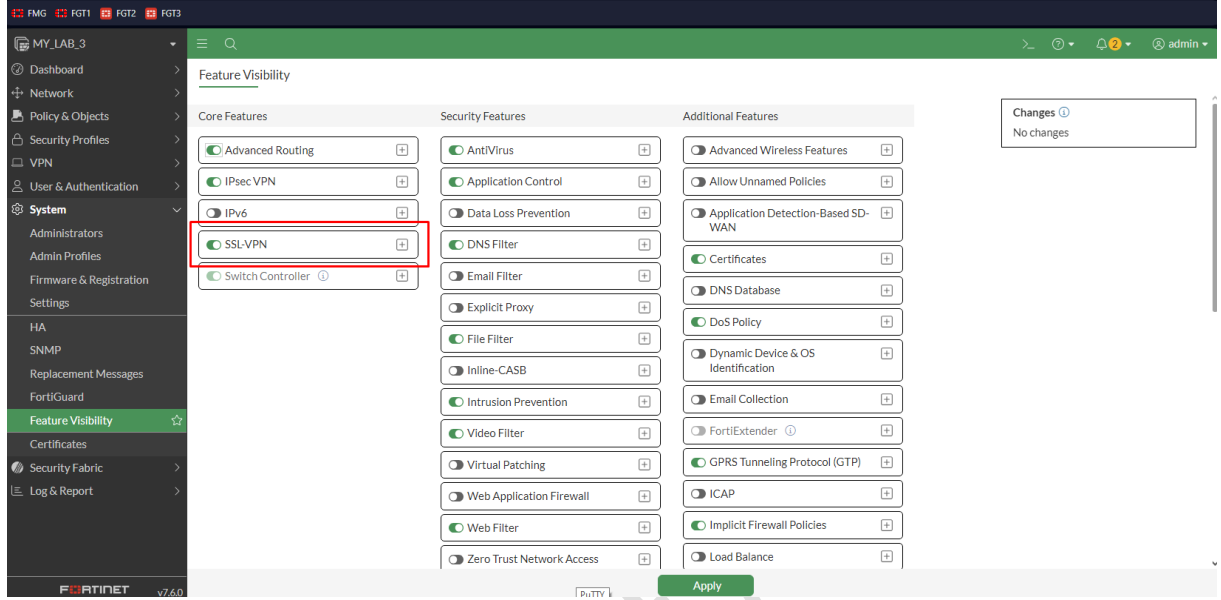 FMG FGT1 FGT2 FGT3
MY_LAB_3
2
admin
Dashboard
Network
Policy & Objects
Security Profiles
VPN
User & Authentication
System
Administrators
Admin Profiles
Firmware & Registration
Settings
HA
SNMP
Replacement Messages
FortiGuard
Feature Visibility
Certificates
Security Fabric
Log & Report
FORTINET v7.6.0
Feature Visibility
Core Features
Advanced Routing
IPsec VPN
IPv6
SSL-VPN
Switch Controller
Security Features
AntiVirus
Application Control
Data Loss Prevention
DNS Filter
Email Filter
Explicit Proxy
File Filter
Inline-CASB
Intrusion Prevention
Video Filter
Virtual Patching
Web Application Firewall
Web Filter
Zero Trust Network Access
Additional Features
Advanced Wireless Features
Allow Unnamed Policies
Application Detection-Based SD-
WAN
Certificates
DNS Database
DoS Policy
Dynamic Device & OS
Identification
Email Collection
FortiExtender
GPRS Tunneling Protocol (GTP)
ICAP
Implicit Firewall Policies
Load Balance
Changes
No changes
PuTTY
Apply